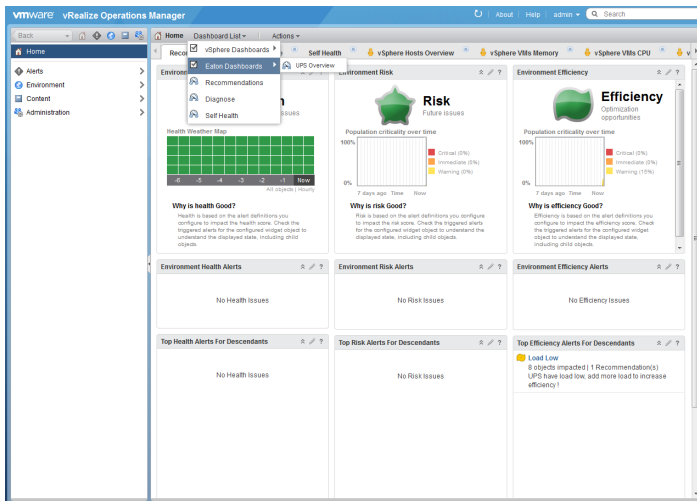 vmware vRealize Operations Manager
About Help admin Search
Back
Home Dashboard List Actions
Home
Alerts
Environment
Content
Administration
Self Health vSphere Hosts Overview vSphere VMs Memory vSphere VMs CPU
vSphere Dashboards
Eaton Dashboards
UPS Overview
Recommendations
Diagnose
Self Health
Environment Risk
Environment Efficiency
Risk
Future issues
Efficiency
Optimization
opportunities
Health Weather Map
-6 -5 -4 -3 -2 -1 Now
All objects | Hourly
Why is health Good?
Health is based on the alert definitions you
configure to impact the health score. Check the
triggered alerts for the configured widget object to
understand the displayed state, including child
objects.
Population criticality over time
100%
0%
7 days ago Time Now
Critical (0%)
Immediate (0%)
Warning (0%)
Why is risk Good?
Risk is based on the alert definitions you configure
to impact the risk score. Check the triggered alerts
for the configured widget object to understand the
displayed state, including child objects.
Population criticality over time
100%
0%
7 days ago Time Now
Critical (0%)
Immediate (0%)
Warning (15%)
Why is efficiency Good?
Efficiency is based on the alert definitions you
configure to impact the efficiency score. Check the
triggered alerts for the configured widget
object to understand the displayed state,
including child objects.
Environment Health Alerts
No Health Issues
Environment Risk Alerts
No Risk Issues
Environment Efficiency Alerts
No Efficiency Issues
Top Health Alerts For Descendants
No Health Issues
Top Risk Alerts For Descendants
No Risk Issues
Top Efficiency Alerts For Descendants
Load Low
8 objects impacted | 1 Recommendation(s)
UPS have load low, add more load to increase
efficiency !